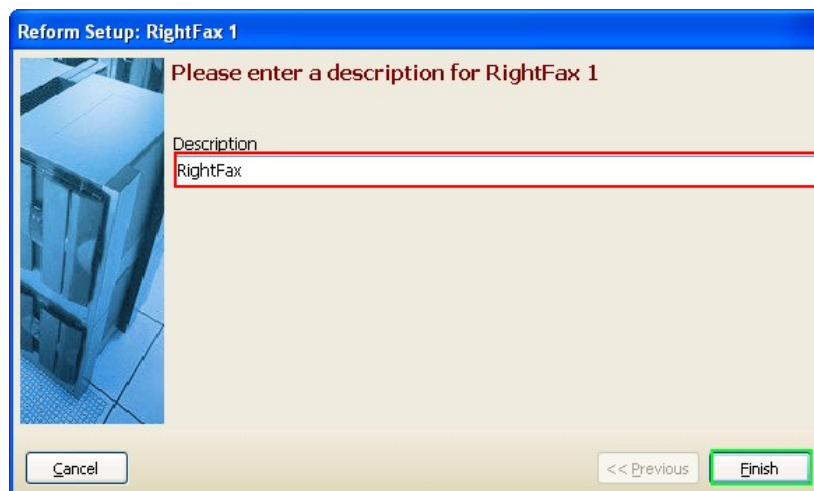 Reform Setup: RightFax 1
Please enter a description for RightFax 1
Description
RightFax
Cancel
<< Previous
Finish